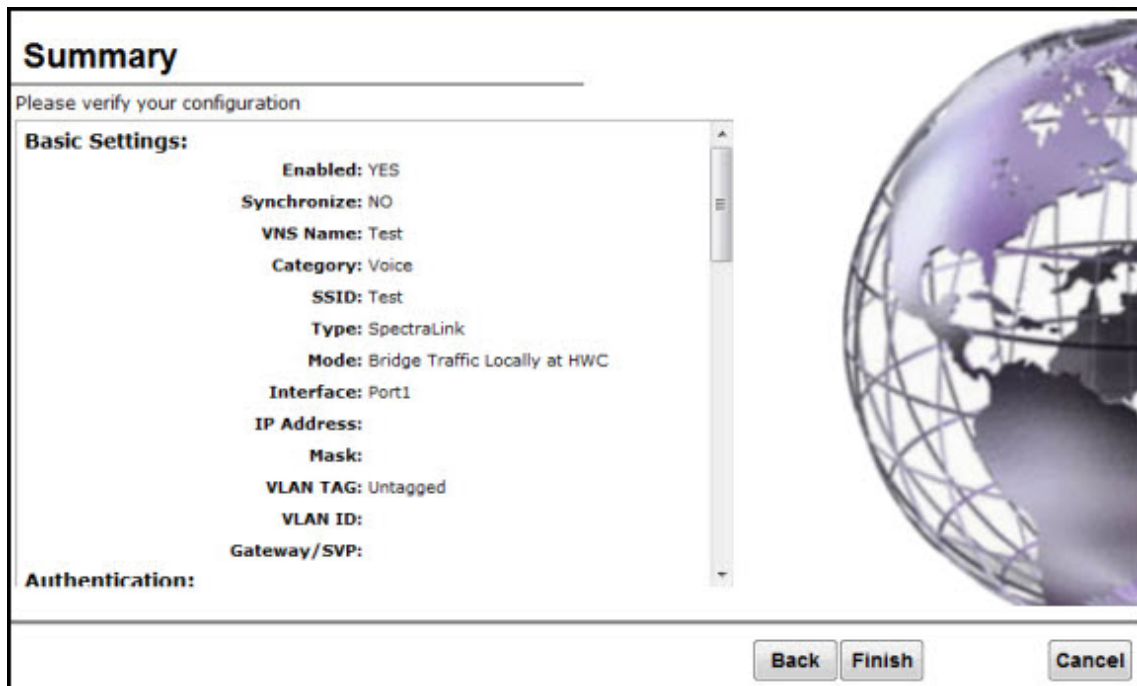 Summary
Please verify your configuration
Basic Settings:
Enabled: YES
Synchronize: NO
VNS Name: Test
Category: Voice
SSID: Test
Type: SpectraLink
Mode: Bridge Traffic Locally at HWC
Interface: Port1
IP Address:
Mask:
VLAN TAG: Untagged
VLAN ID:
Gateway/SVP:
Authentication:
Back Finish Cancel